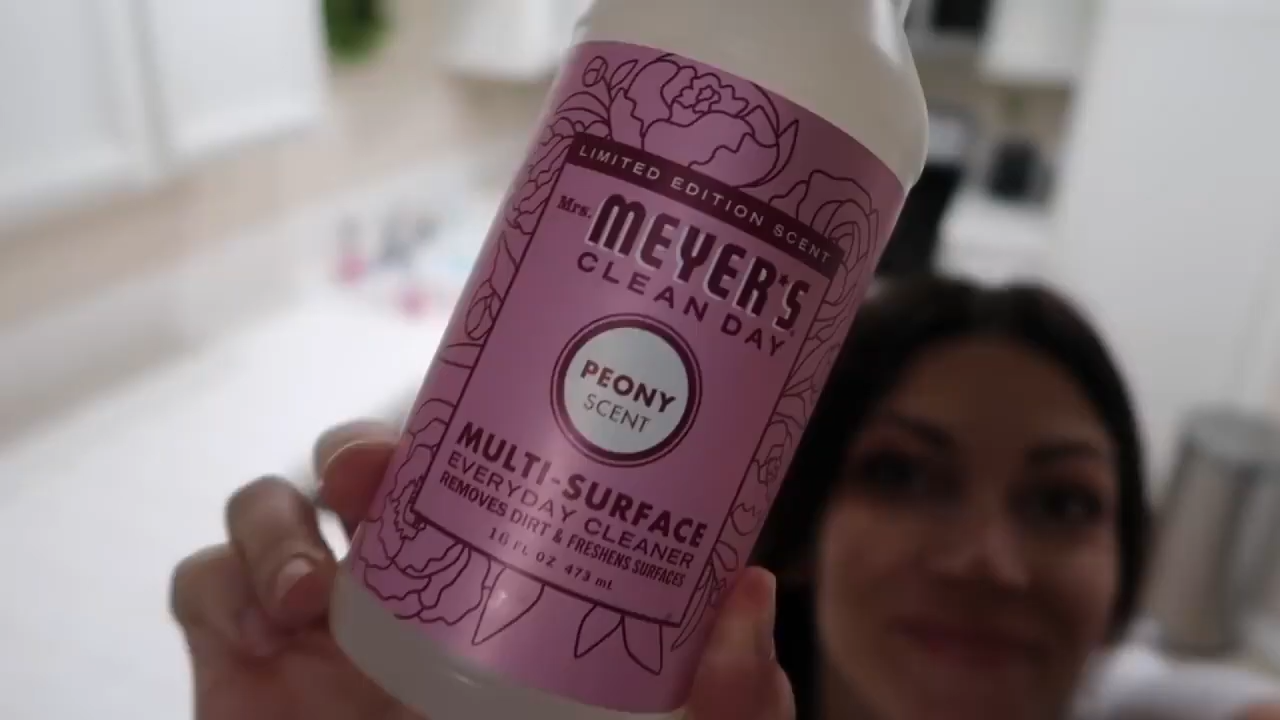 LIMITED EDITION SCENT
Mrs. MEYER'S
CLEAN DAY
PEONY
SCENT
MULTI-SURFACE
EVERYDAY CLEANER
REMOVES DIRT & FRESHENS SURFACES
16 FL OZ 473 mL